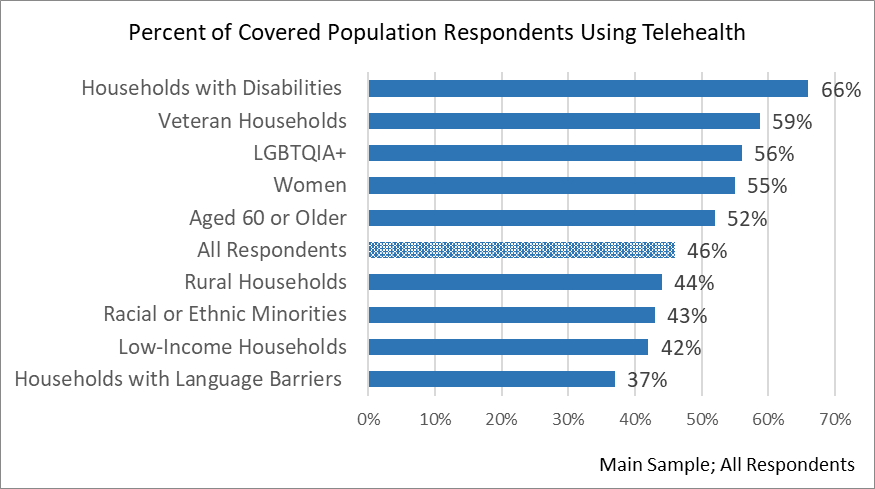 Percent of Covered Population Respondents Using Telehealth
Households with Disabilities 66%
Veteran Households 59%
LGBTQIA+ 56%
Women 55%
Aged 60 or Older 52%
All Respondents 46%
Rural Households 44%
Racial or Ethnic Minorities 43%
Low-Income Households 42%
Households with Language Barriers 37%
0% 10% 20% 30% 40% 50% 60% 70%
Main Sample; All Respondents